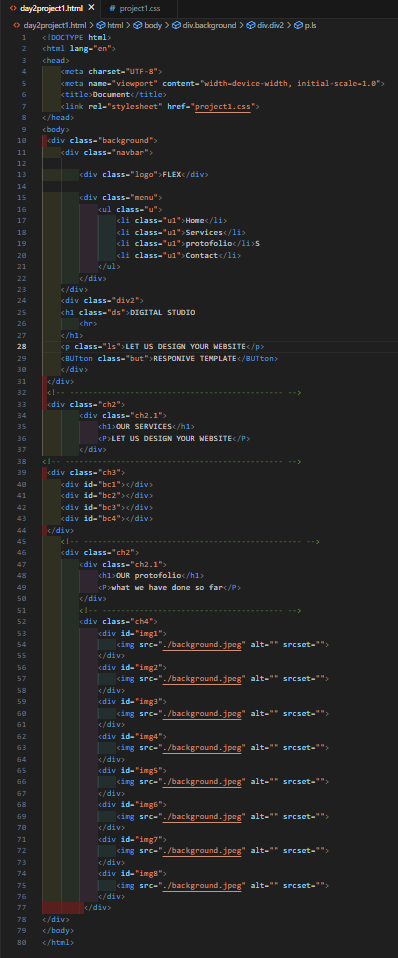 day2project1.html × # project1.css
day2project1.html > html > body > div.background > div.div2 > p.ls
1 <!DOCTYPE html>
2 <html lang="en">
3 <head>
4 <meta charset="UTF-8">
5 <meta name="viewport" content="width=device-width, initial-scale=1.0">
6 <title>Document</title>
7 <link rel="stylesheet" href="project1.css">
8 </head>
9 <body>
10 <div class="background">
11 <div class="navbar">
12
13 <div class="logo">FLEX</div>
14
15 <div class="menu">
16 <ul class="u">
17 <li class="u1">Home</li>
18 <li class="u1">Services</li>
19 <li class="u1">protofolio</li>S
20 <li class="u1">Contact</li>
21 </ul>
22 </div>
23 </div>
24 <div class="div2">
25 <h1 class="ds">DIGITAL STUDIO
26 <hr>
27 </h1>
28 <p class="ls">LET US DESIGN YOUR WEBSITE</p>
29 <BUTton class="but">RESPONIVE TEMPLATE</BUTton>
30 </div>
31 </div>
32 <!-- -------------------------------------------- -->
33 <div class="ch2">
34 <div class="ch2.1">
35 <h1>OUR SERVICES</h1>
36 <P>LET US DESIGN YOUR WEBSITE</P>
37 </div>
38 <!-- --------------------------------------------- -->
39 <div class="ch3">
40 <div id="bc1"></div>
41 <div id="bc2"></div>
42 <div id="bc3"></div>
43 <div id="bc4"></div>
44 </div>
45 <!-- --------------------------------------------- -->
46 <div class="ch2">
47 <div class="ch2.1">
48 <h1>OUR protofolio</h1>
49 <P>what we have done so far</P>
50 </div>
51 <!-- ------------------------------------- -->
52 <div class="ch4">
53 <div id="img1">
54 <img src="./background.jpeg" alt="" srcset="">
55 </div>
56 <div id="img2">
57 <img src="./background.jpeg" alt="" srcset="">
58 </div>
59 <div id="img3">
60 <img src="./background.jpeg" alt="" srcset="">
61 </div>
62 <div id="img4">
63 <img src="./background.jpeg" alt="" srcset="">
64 </div>
65 <div id="img5">
66 <img src="./background.jpeg" alt="" srcset="">
67 </div>
68 <div id="img6">
69 <img src="./background.jpeg" alt="" srcset="">
70 </div>
71 <div id="img7">
72 <img src="./background.jpeg" alt="" srcset="">
73 </div>
74 <div id="img8">
75 <img src="./background.jpeg" alt="" srcset="">
76 </div>
77 </div>
78 </div>
79 </body>
80 </html>